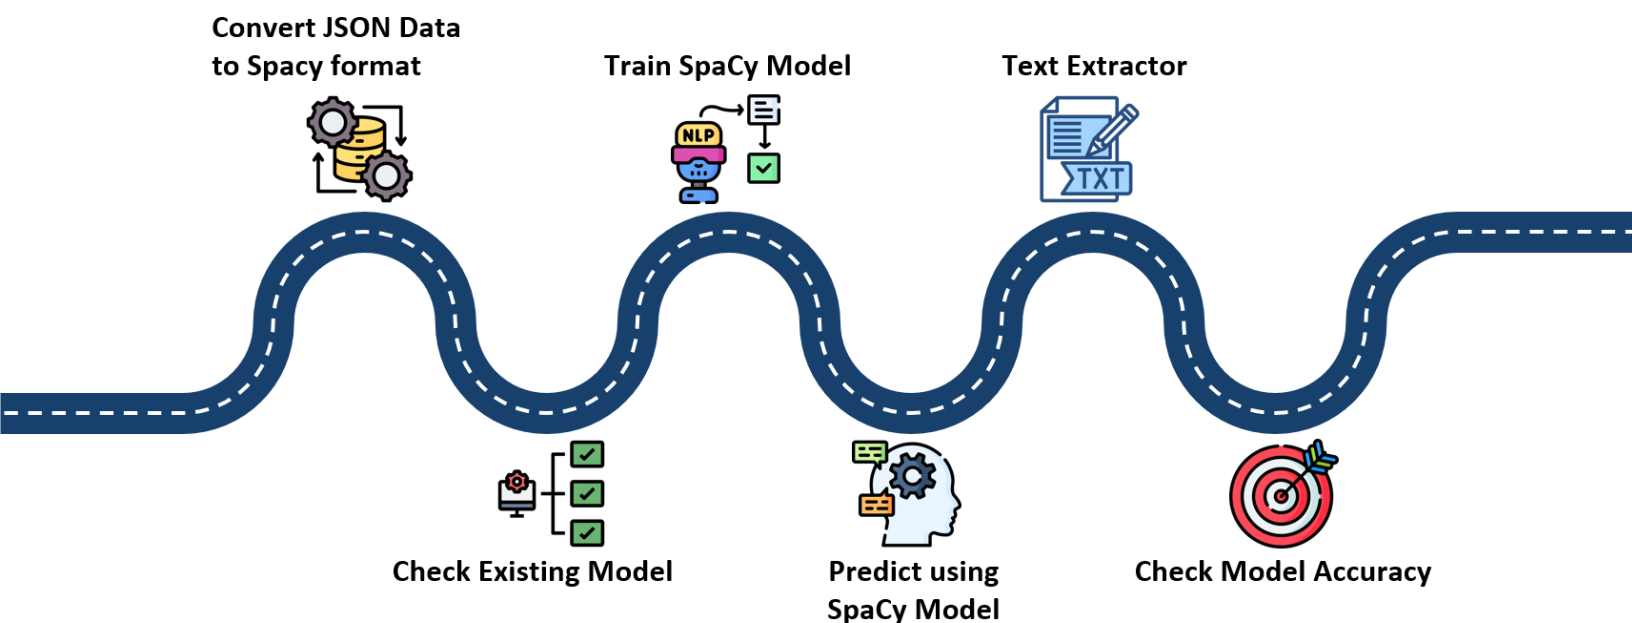 Convert JSON Data
to Spacy format
Train SpaCy Model
Text Extractor
NLP
TXT
Check Existing Model
Predict using
SpaCy Model
Check Model Accuracy